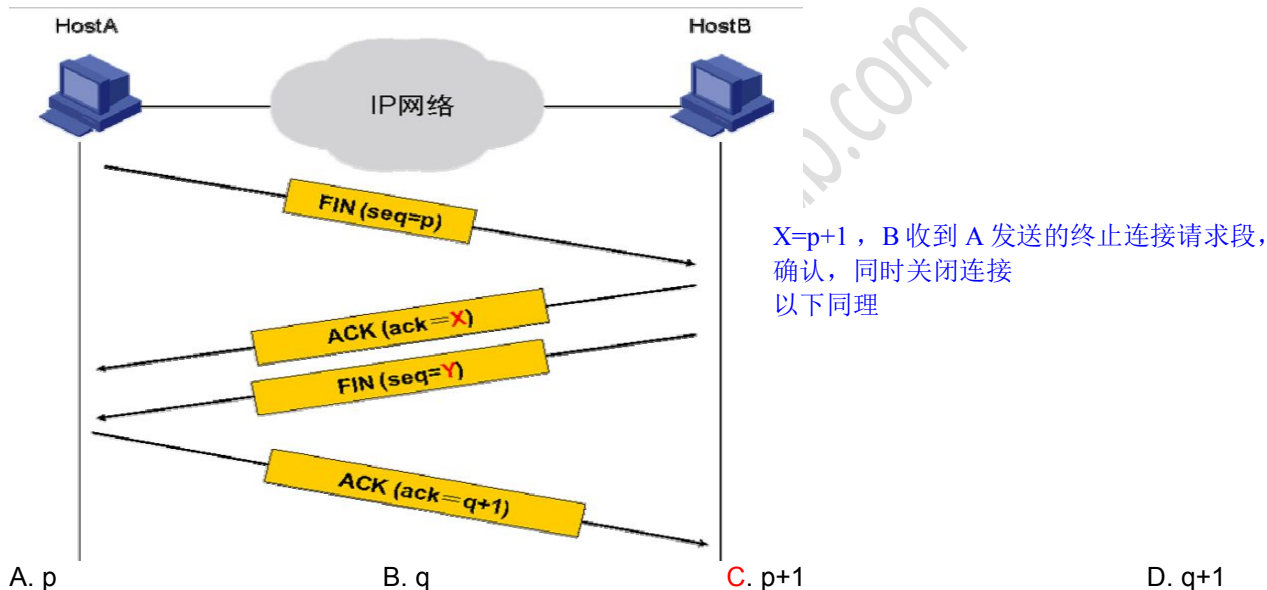 HostA
HostB
IP网络
FIN (seq=p)
X=p+1 ，B 收到 A 发送的终止连接请求段，
确认，同时关闭连接
以下同理
ACK (ack＝X)
FIN (seq=Y)
ACK (ack＝q+1)
A. p B. q C. p+1 D. q+1